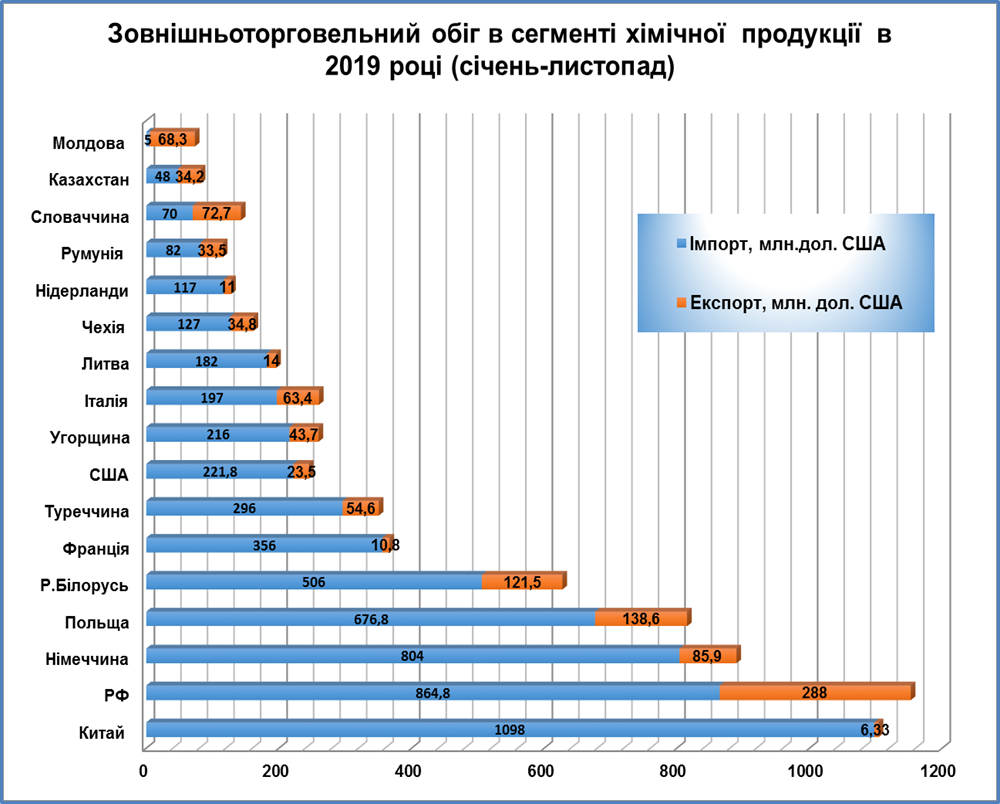 Зовнішньоторговельний обіг в сегменті хімічної продукції в
2019 році (січень-листопад)
Молдова 5 68,3
Казахстан 48 34,2
Словаччина 70 72,7
Румунія 82 33,5
Нідерланди 117 11
Чехія 127 34,8
Литва 182 14
Італія 197 63,4
Угорщина 216 43,7
США 221,8 23,5
Туреччина 296 54,6
Франція 356 10,8
Р.Білорусь 506 121,5
Польща 676,8 138,6
Німеччина 804 85,9
РФ 864,8 288
Китай 1098 6,33
0 200 400 600 800 1000 1200
Імпорт, млн.дол. США
Експорт, млн. дол. США